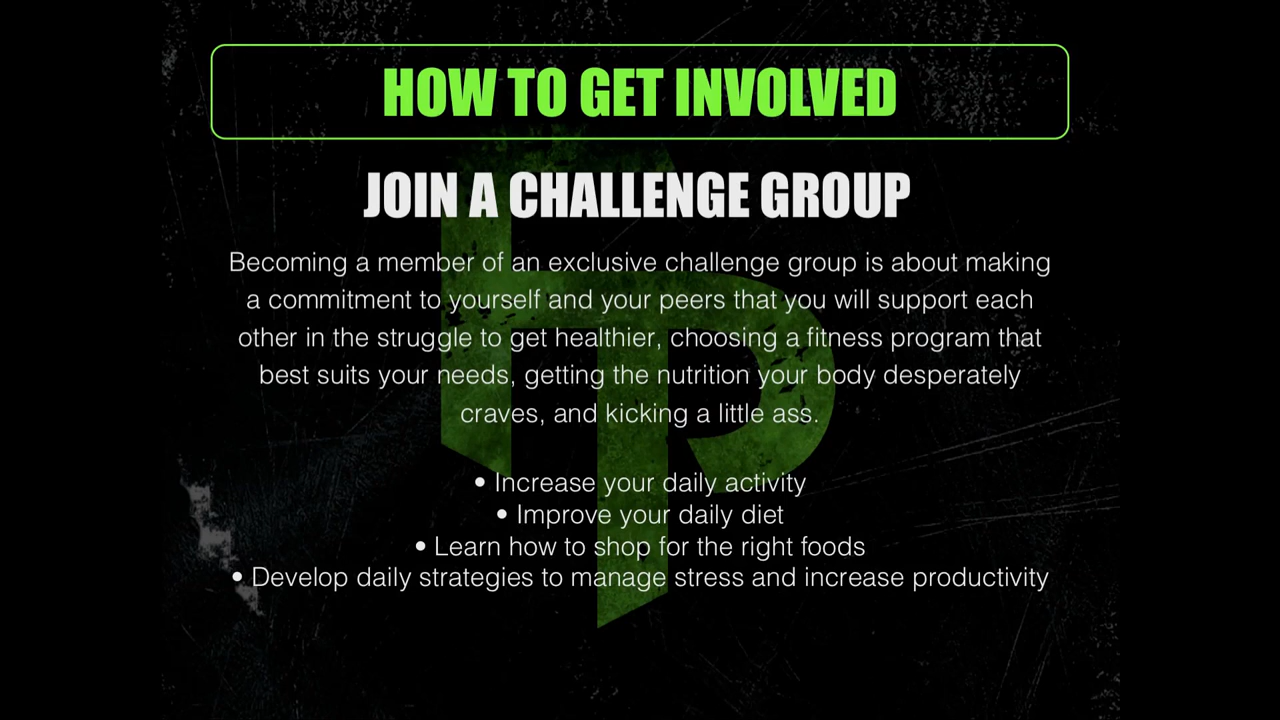 HOW TO GET INVOLVED
JOIN A CHALLENGE GROUP
Becoming a member of an exclusive challenge group is about making
a commitment to yourself and your peers that you will support each
other in the struggle to get healthier, choosing a fitness program that
best suits your needs, getting the nutrition your body desperately
craves, and kicking a little ass.
• Increase your daily activity
• Improve your daily diet
• Learn how to shop for the right foods
• Develop daily strategies to manage stress and increase productivity